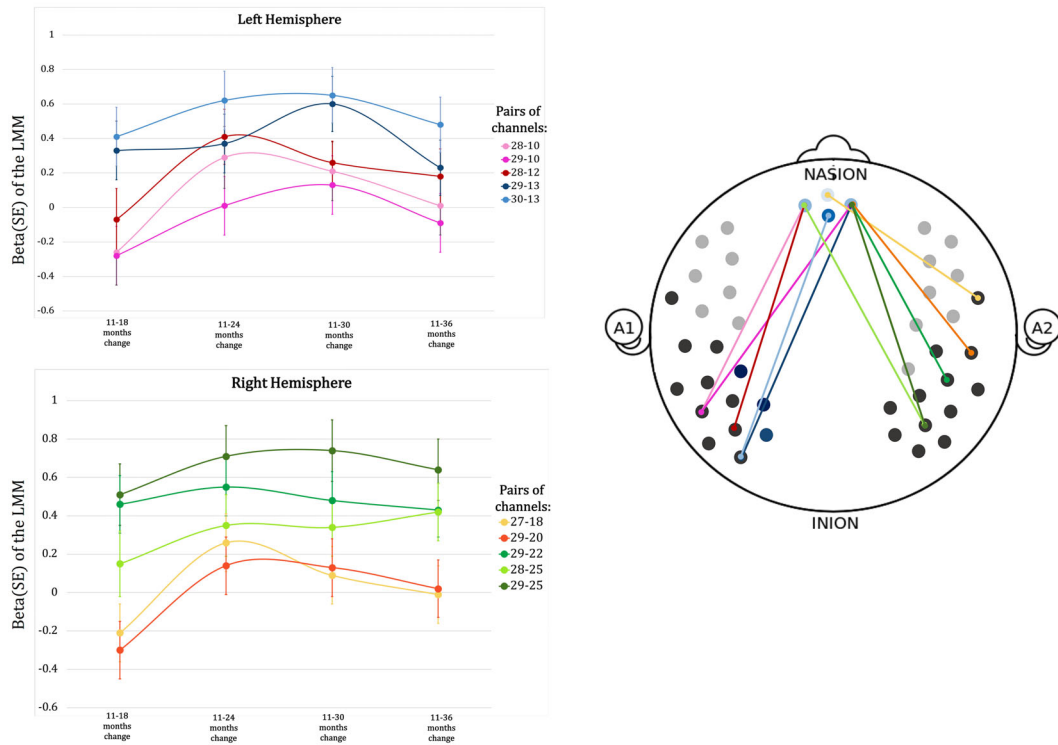 Left Hemisphere
Beta(SE) of the LMM
1
0.8
0.6
0.4
0.2
0
-0.2
-0.4
-0.6
11-18
months
change
11-24
months
change
11-30
months
change
11-36
months
change
Pairs of
channels:
28-10
29-10
28-12
29-13
30-13
Right Hemisphere
Beta(SE) of the LMM
1
0.8
0.6
0.4
0.2
0
-0.2
-0.4
-0.6
11-18
months
change
11-24
months
change
11-30
months
change
11-36
months
change
Pairs of
channels:
27-18
29-20
29-22
28-25
29-25
NASION
A1
A2
INION